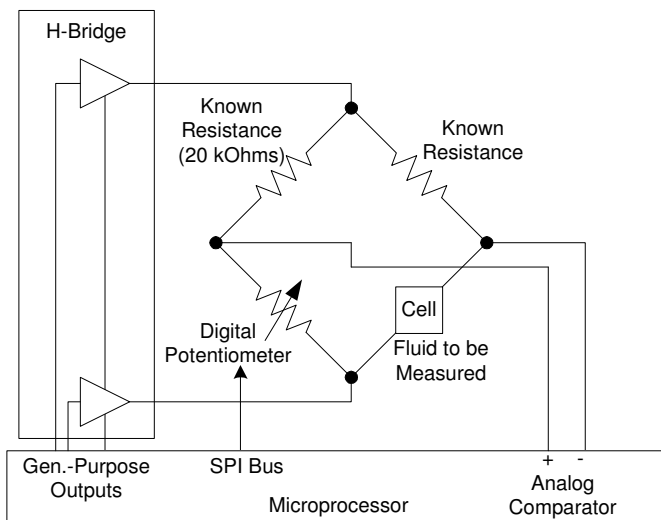 H-Bridge
Known
Resistance
(20 kOhms)
Known
Resistance
Digital
Potentiometer
Cell
Fluid to be
Measured
Gen.-Purpose
Outputs
SPI Bus
+ -
Analog
Comparator
Microprocessor